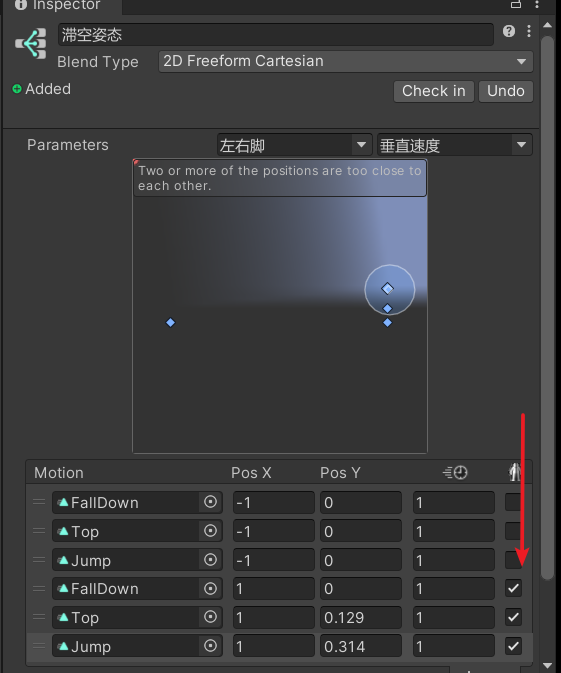 Inspector
滞空姿态
Blend Type 2D Freeform Cartesian
Added Check in Undo
Parameters 左右脚 垂直速度
Two or more of the positions are too close to
each other.
Motion Pos X Pos Y
FallDown -1 0 1
Top -1 0 1
Jump -1 0 1
FallDown 1 0 1
Top 1 0.129 1
Jump 1 0.314 1